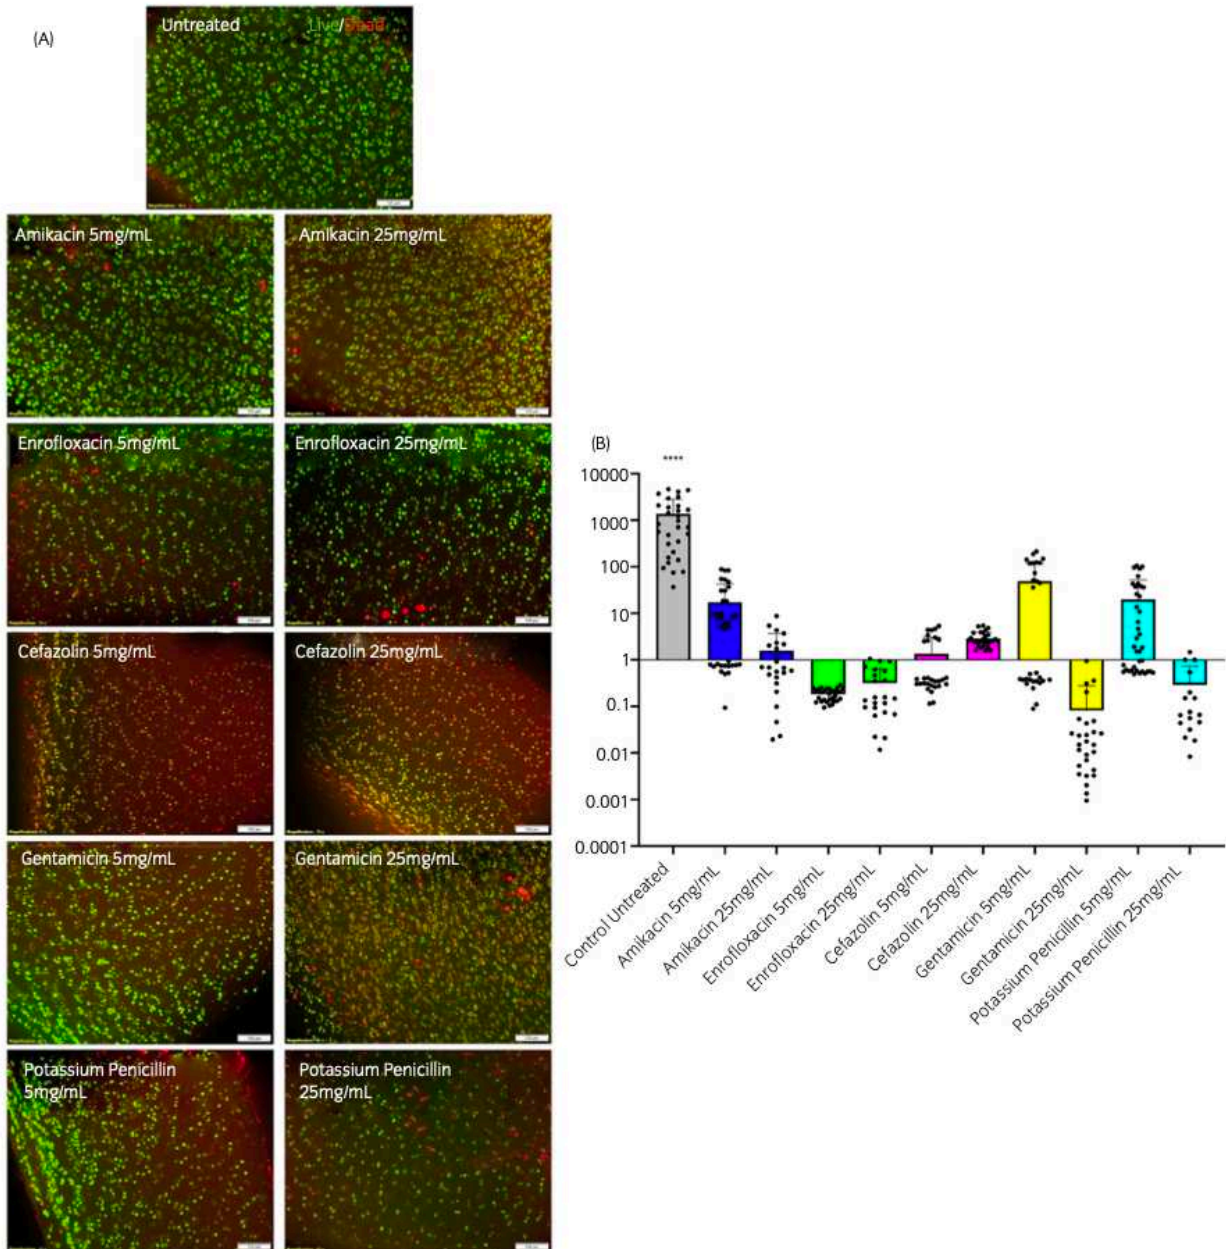 (A)
Untreated
Live/Dead
Amikacin 5mg/mL
Amikacin 25mg/mL
Enrofloxacin 5mg/mL
Enrofloxacin 25mg/mL
Cefazolin 5mg/mL
Cefazolin 25mg/mL
Gentamicin 5mg/mL
Gentamicin 25mg/mL
Potassium Penicillin
5mg/mL
Potassium Penicillin
25mg/mL
(B)
****
10000
1000
100
10
1
0.1
0.01
0.001
0.0001
Control Untreated
Amikacin 5mg/mL
Amikacin 25mg/mL
Enrofloxacin 5mg/mL
Enrofloxacin 25mg/mL
Cefazolin 5mg/mL
Cefazolin 25mg/mL
Gentamicin 5mg/mL
Gentamicin 25mg/mL
Potassium Penicillin 5mg/mL
Potassium Penicillin 25mg/mL